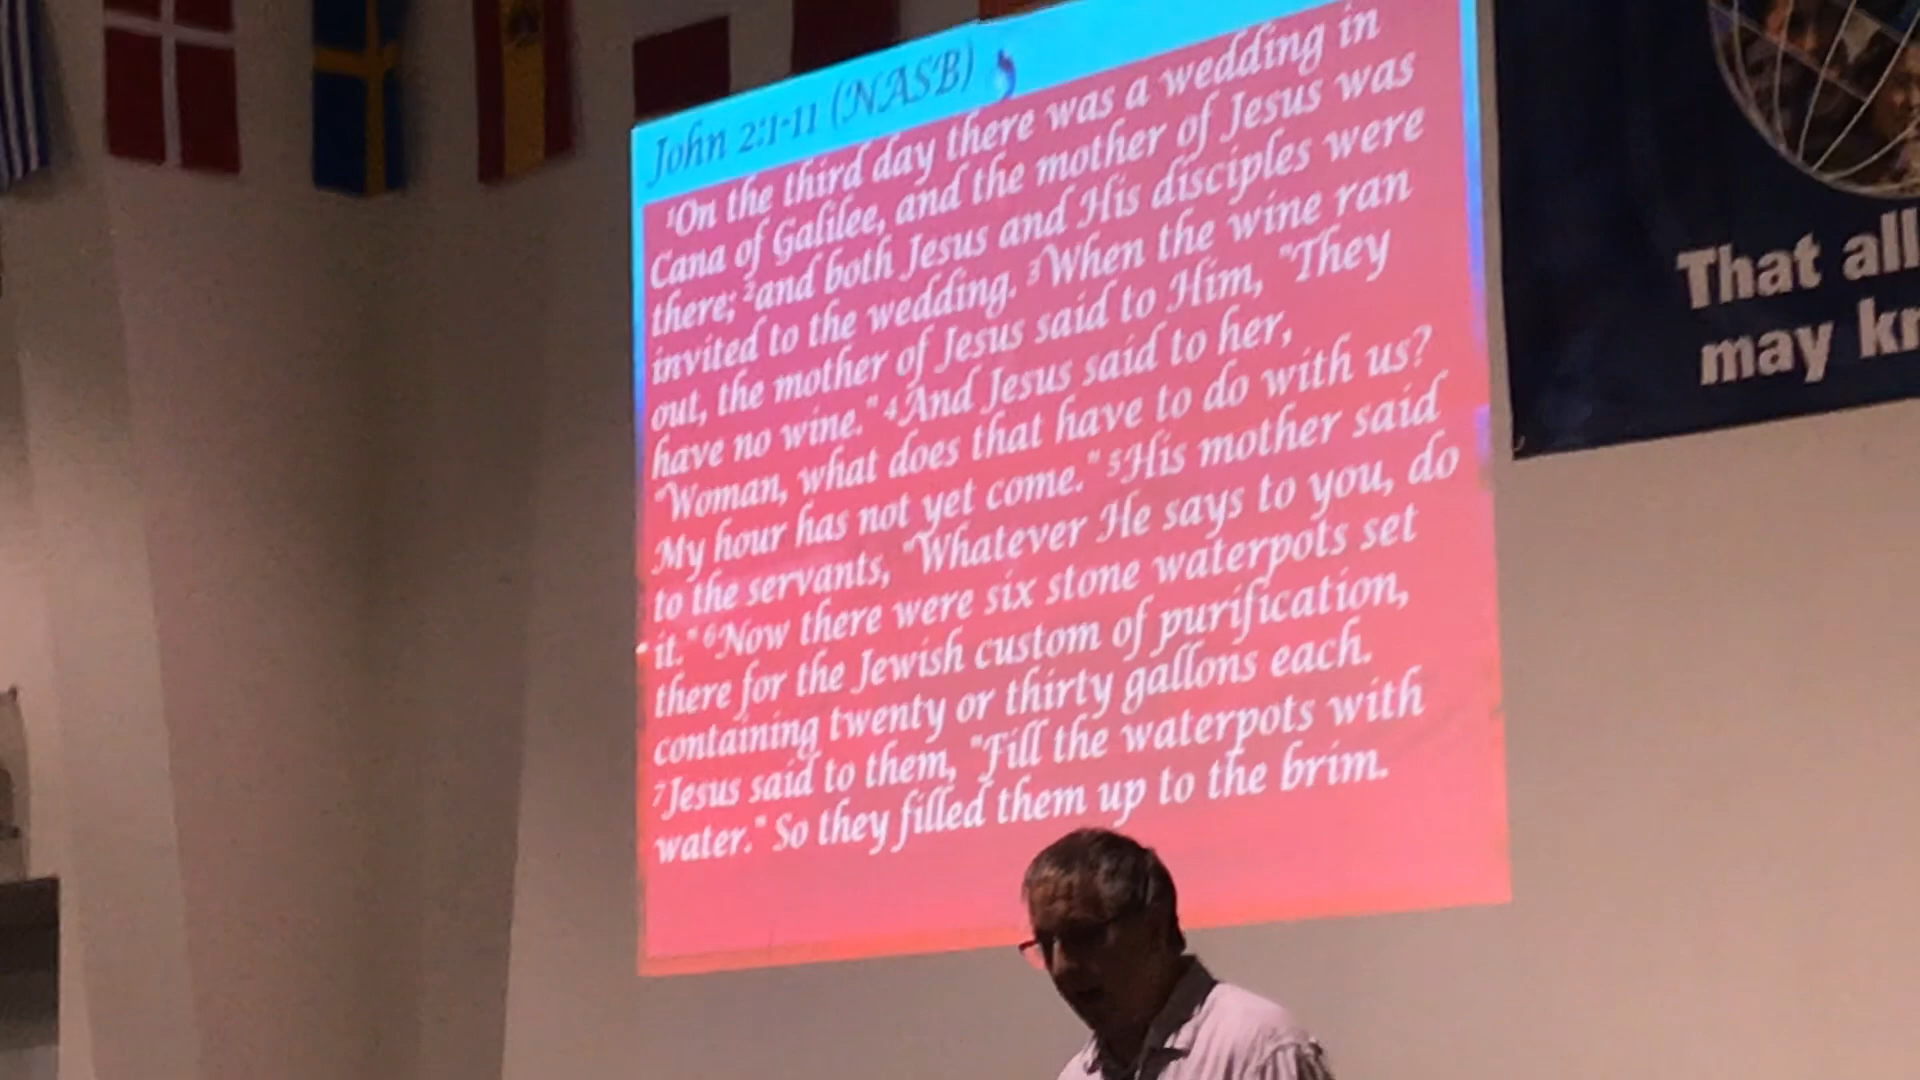 John 2:1-11 (NASB)
¹On the third day there was a wedding in
Cana of Galilee, and the mother of Jesus was
there; ²and both Jesus and His disciples were
invited to the wedding. ³When the wine ran
out, the mother of Jesus said to Him, "They
have no wine." ⁴And Jesus said to her,
"Woman, what does that have to do with us?
My hour has not yet come." ⁵His mother said
to the servants, "Whatever He says to you, do
it." ⁶Now there were six stone waterpots set
there for the Jewish custom of purification,
containing twenty or thirty gallons each.
⁷Jesus said to them, "Fill the waterpots with
water." So they filled them up to the brim.
That all
may